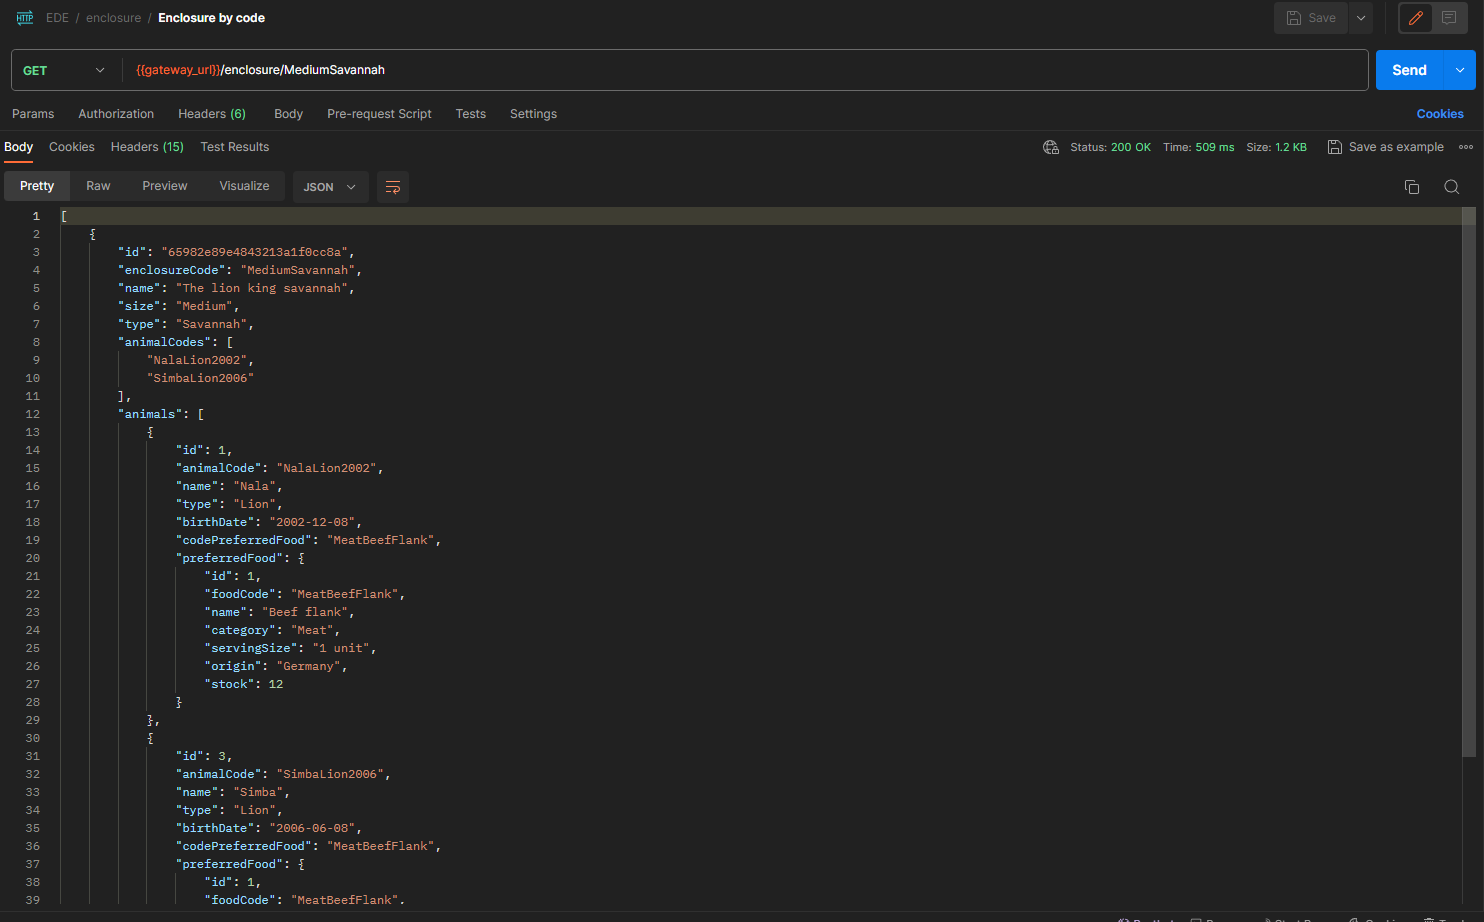 HTTP EDE / enclosure / Enclosure by code Save
GET {{gateway_url}}/enclosure/MediumSavannah Send
Params Authorization Headers (6) Body Pre-request Script Tests Settings Cookies
Body Cookies Headers (15) Test Results Status: 200 OK Time: 509 ms Size: 1.2 KB Save as example
Pretty Raw Preview Visualize JSON
1 [
2 {
3 "id": "65982e89e4843213a1f0cc8a",
4 "enclosureCode": "MediumSavannah",
5 "name": "The lion king savannah",
6 "size": "Medium",
7 "type": "Savannah",
8 "animalCodes": [
9 "NalaLion2002",
10 "SimbaLion2006"
11 ],
12 "animals": [
13 {
14 "id": 1,
15 "animalCode": "NalaLion2002",
16 "name": "Nala",
17 "type": "Lion",
18 "birthDate": "2002-12-08",
19 "codePreferredFood": "MeatBeefFlank",
20 "preferredFood": {
21 "id": 1,
22 "foodCode": "MeatBeefFlank",
23 "name": "Beef flank",
24 "category": "Meat",
25 "servingSize": "1 unit",
26 "origin": "Germany",
27 "stock": 12
28 }
29 },
30 {
31 "id": 3,
32 "animalCode": "SimbaLion2006",
33 "name": "Simba",
34 "type": "Lion",
35 "birthDate": "2006-06-08",
36 "codePreferredFood": "MeatBeefFlank",
37 "preferredFood": {
38 "id": 1,
39 "foodCode": "MeatBeefFlank",